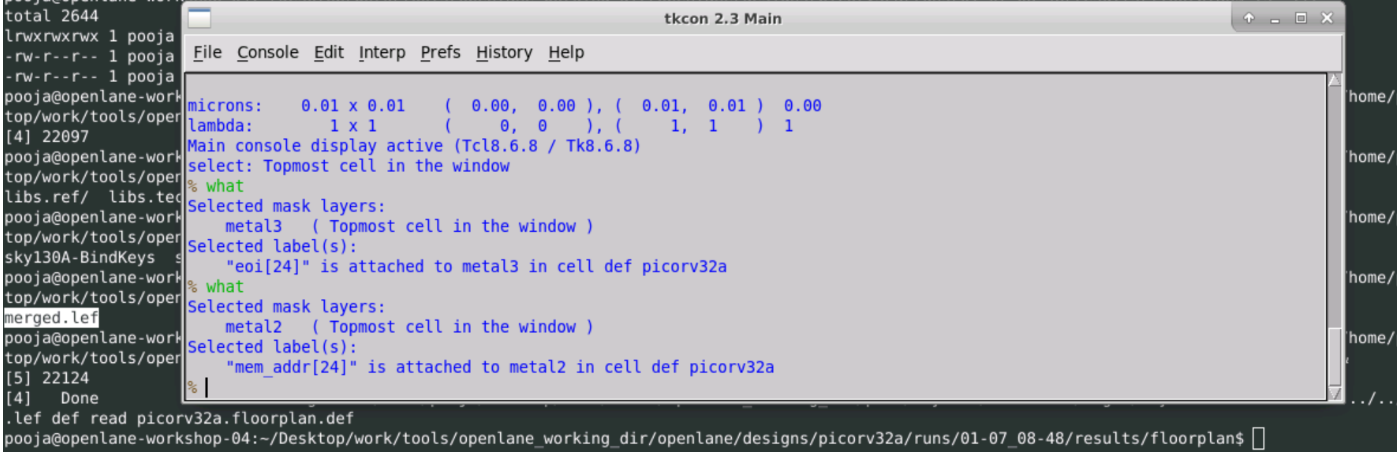 total 2644
lrwxrwxrwx 1 pooja
-rw-r--r-- 1 pooja
-rw-r--r-- 1 pooja
pooja@openlane-work
top/work/tools/oper
[4] 22097
pooja@openlane-work
top/work/tools/oper
libs.ref/ libs.tec
pooja@openlane-work
top/work/tools/oper
sky130A-BindKeys s
pooja@openlane-work
top/work/tools/oper
merged.lef
pooja@openlane-work
top/work/tools/oper
[5] 22124
[4] Done
tkcon 2.3 Main
File Console Edit Interp Prefs History Help
microns: 0.01 x 0.01 ( 0.00, 0.00 ), ( 0.01, 0.01 ) 0.00
lambda: 1 x 1 ( 0, 0 ), ( 1, 1 ) 1
Main console display active (Tcl8.6.8 / Tk8.6.8)
select: Topmost cell in the window
% what
Selected mask layers:
metal3 ( Topmost cell in the window )
Selected label(s):
"eoi[24]" is attached to metal3 in cell def picorv32a
% what
Selected mask layers:
metal2 ( Topmost cell in the window )
Selected label(s):
"mem_addr[24]" is attached to metal2 in cell def picorv32a
%
/home/
/home/
/home/
/home/
/home/
../..
.lef def read picorv32a.floorplan.def
pooja@openlane-workshop-04:~/Desktop/work/tools/openlane_working_dir/openlane/designs/picorv32a/runs/01-07_08-48/results/floorplan$